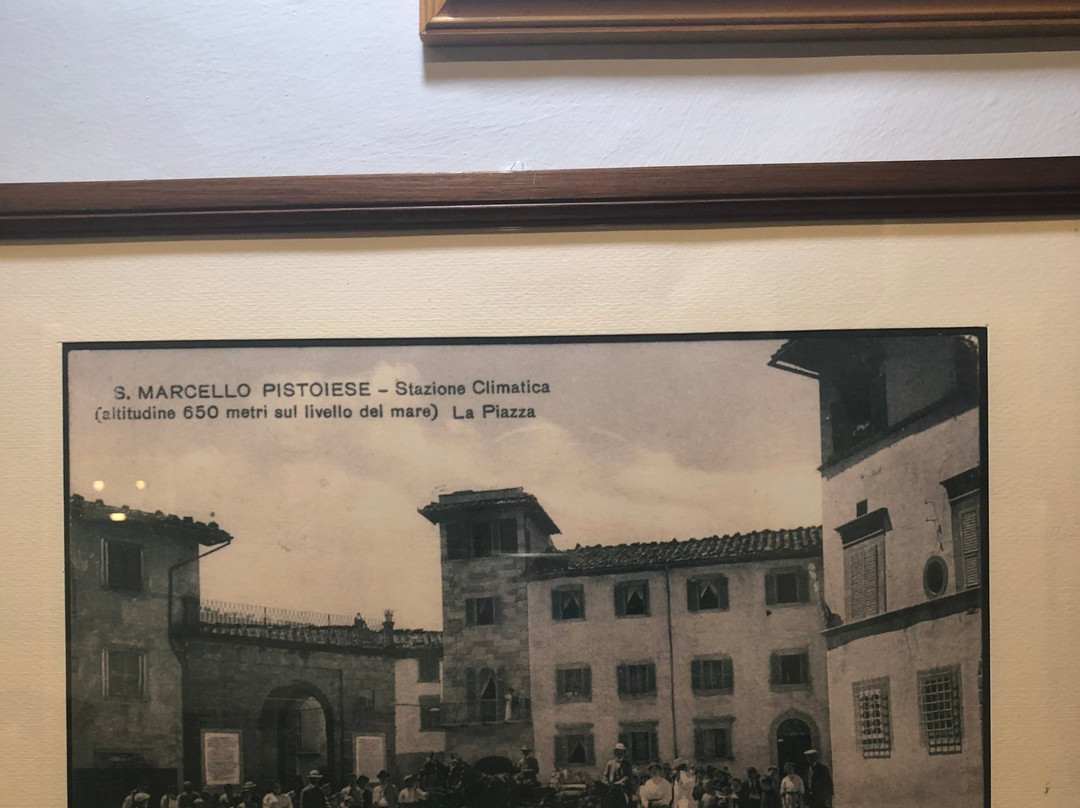 S. MARCELLO PISTOIESE - Stazione Climatica
(altitudine 650 metri sul livello del mare) La Piazza